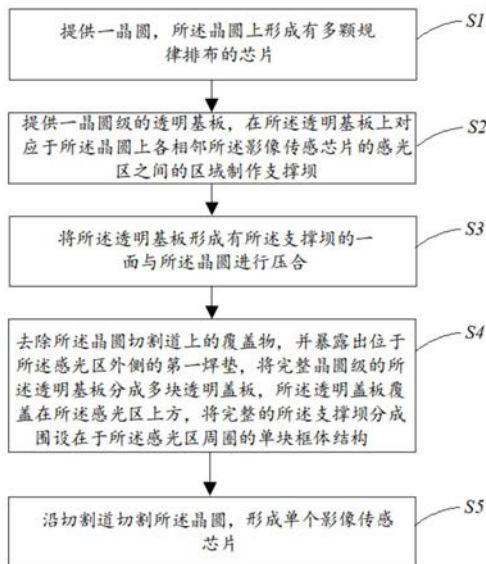 提供一晶圆，所述晶圆上形成有多颗规
律排布的芯片
S1
提供一晶圆级的透明基板，在所述透明基板上对
应于所述晶圆上各相邻所述影像传感芯片的感光
区之间的区域制作支撑坝
S2
将所述透明基板形成有所述支撑坝的一
面与所述晶圆进行压合
S3
去除所述晶圆切割道上的覆盖物，并暴露出位于
所述感光区外侧的第一焊垫，将完整晶圆级的所
述透明基板分成多块透明盖板，所述透明盖板覆
盖在所述感光区上方，将完整的所述支撑坝分成
围设在于所述感光区周圈的单块框体结构
S4
沿切割道切割所述晶圆，形成单个影像传感
芯片
S5